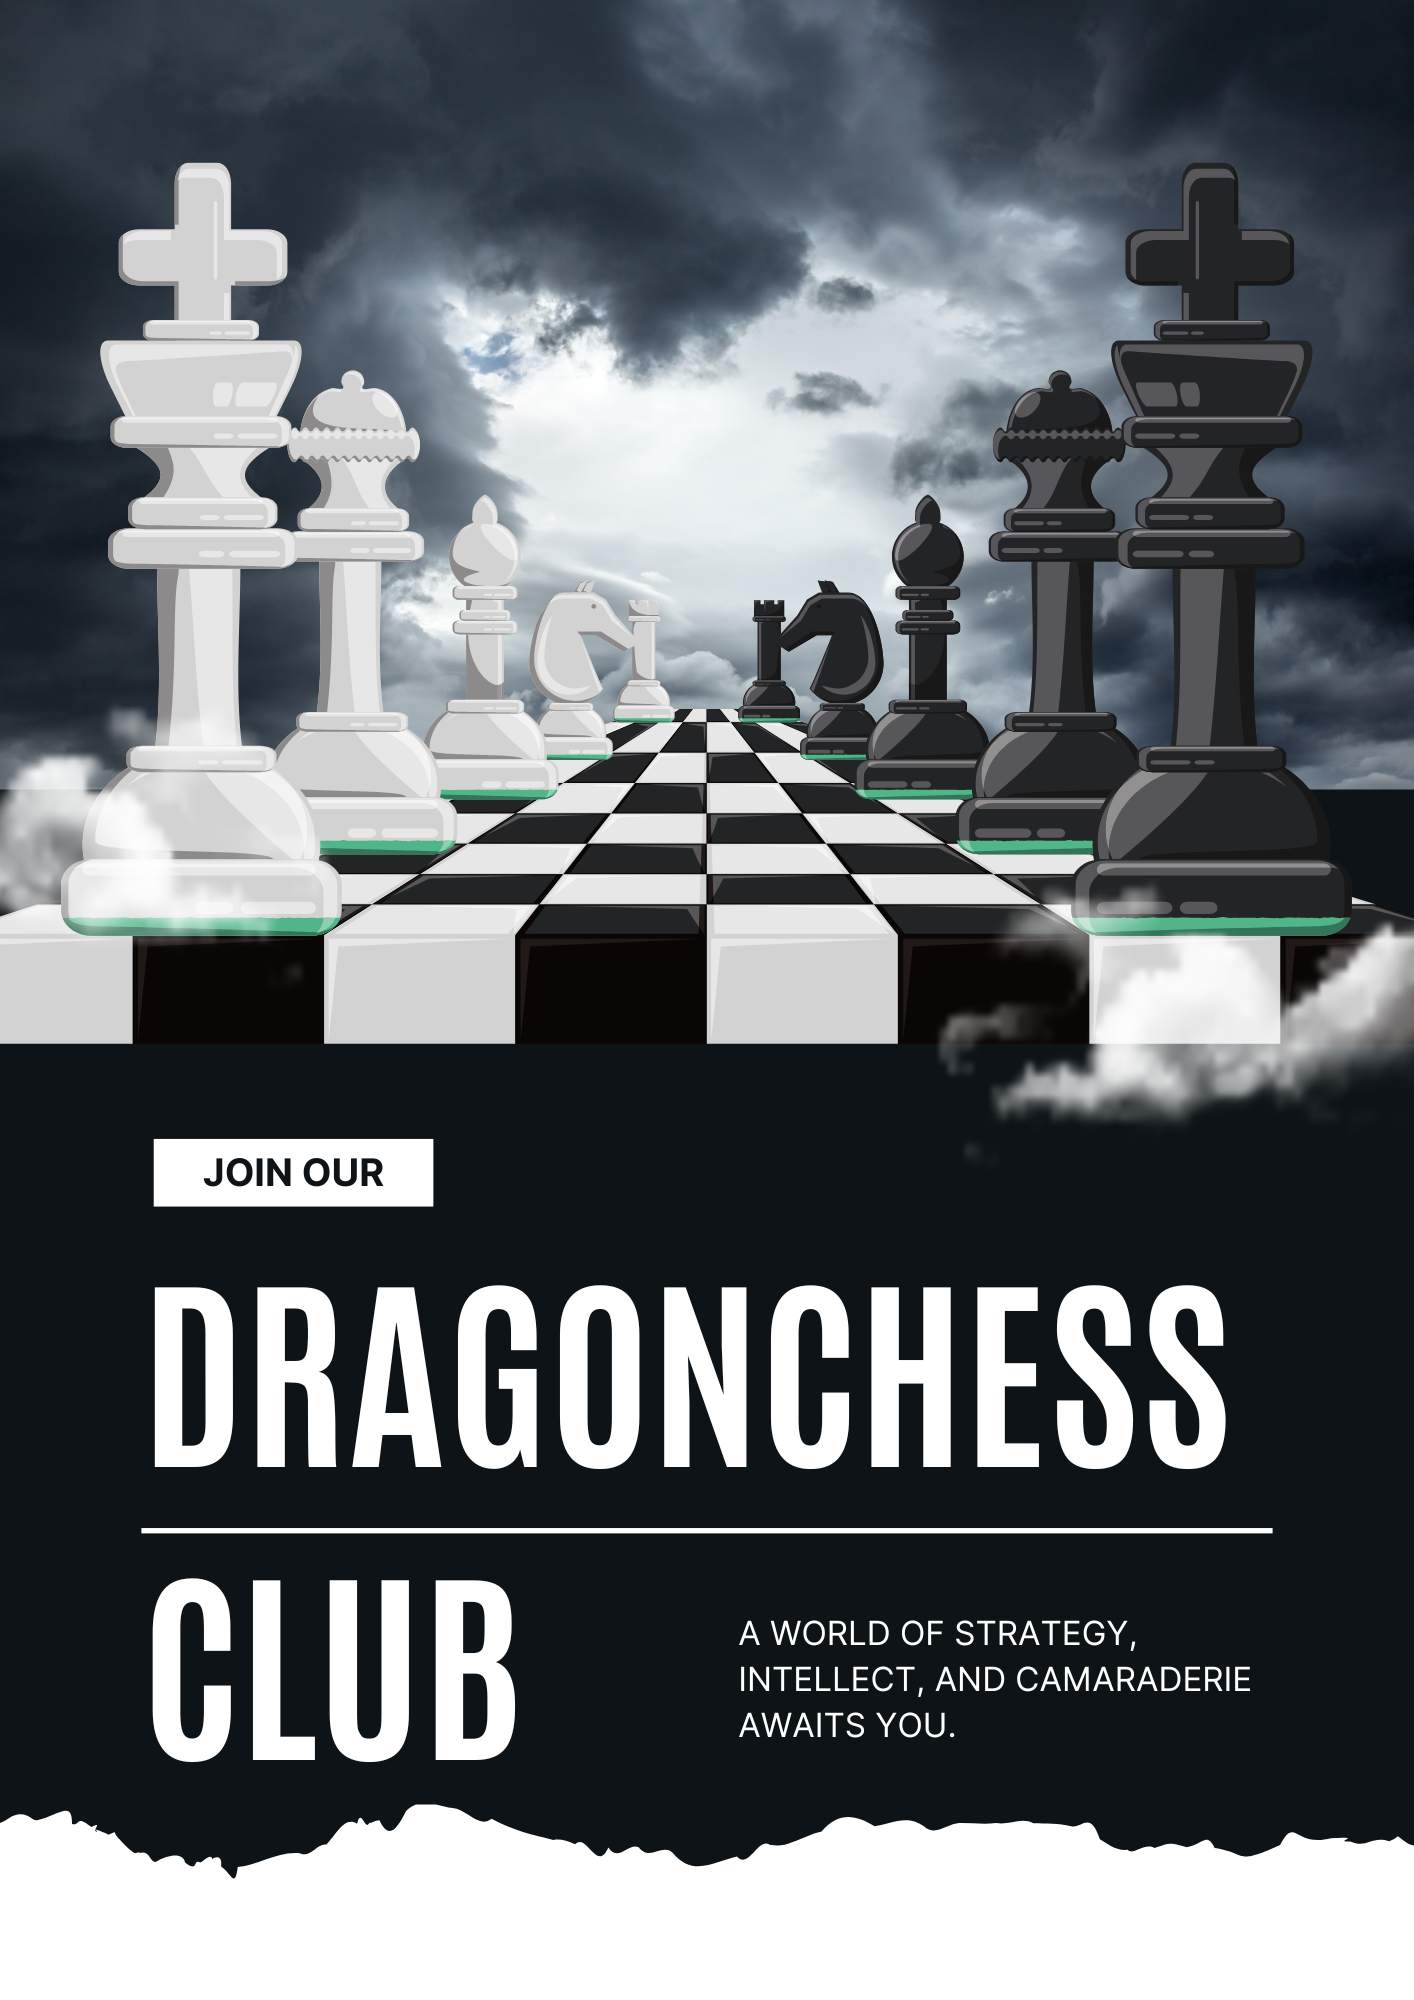 JOIN OUR
DRAGONCHESS
CLUB
A WORLD OF STRATEGY,
INTELLECT, AND CAMARADERIE
AWAITS YOU.